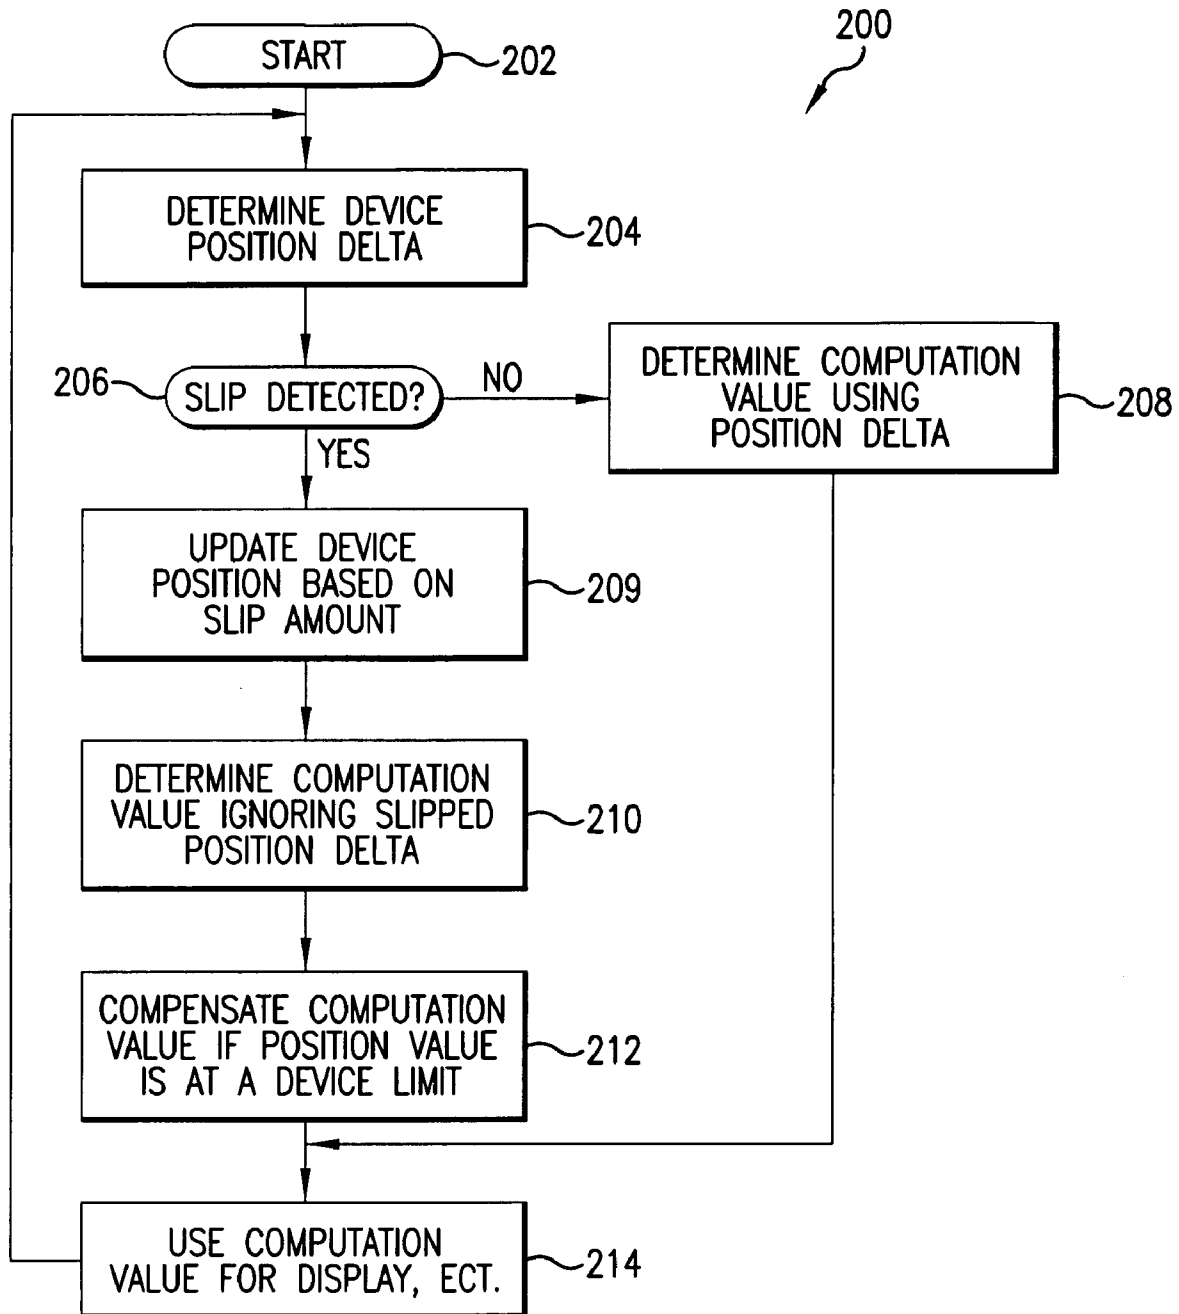 200
START
202
DETERMINE DEVICE
POSITION DELTA
204
206
SLIP DETECTED?
NO
YES
DETERMINE COMPUTATION
VALUE USING
POSITION DELTA
208
UPDATE DEVICE
POSITION BASED ON
SLIP AMOUNT
209
DETERMINE COMPUTATION
VALUE IGNORING SLIPPED
POSITION DELTA
210
COMPENSATE COMPUTATION
VALUE IF POSITION VALUE
IS AT A DEVICE LIMIT
212
USE COMPUTATION
VALUE FOR DISPLAY, ECT.
214